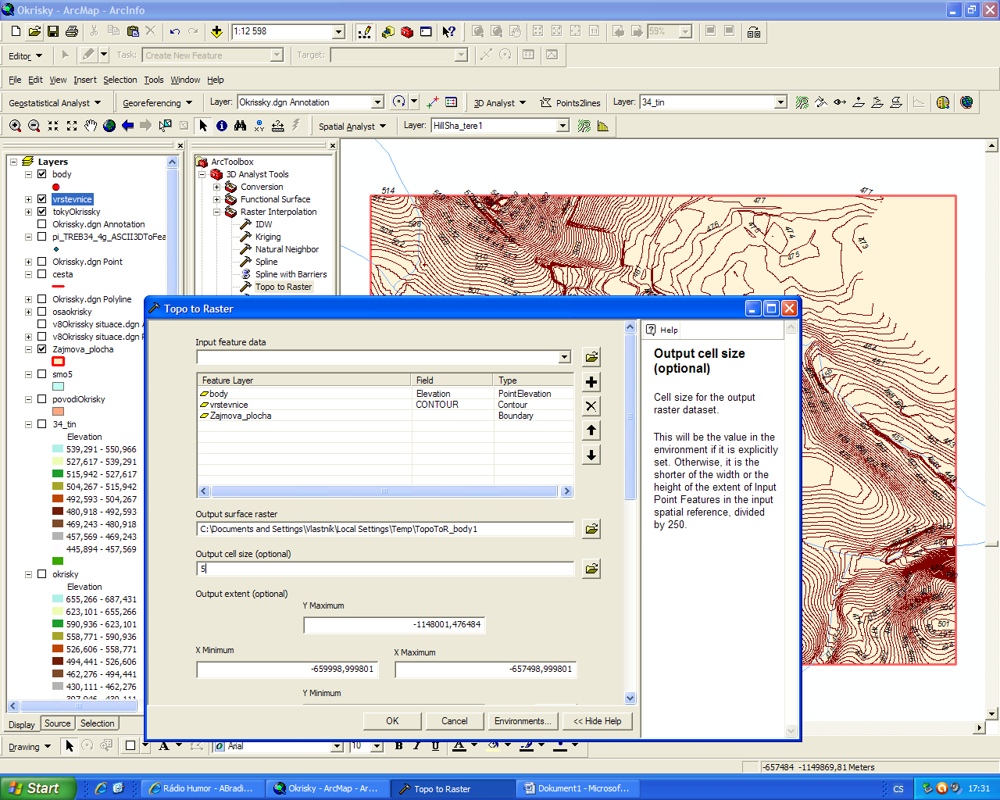 Okrisky - ArcMap - ArcInfo
1:12 598
59%
Editor
Task:
Create New Feature
Target:
File Edit View Insert Selection Tools Window Help
Geostatistical Analyst
Georeferencing
Layer:
Okrissky.dgn Annotation
3D Analyst
Points2lines
Layer:
34_tin
Spatial Analyst
Layer:
HillSha_tere1
Layers
body
vrstevnice
tokyOkrissky
Okrissky.dgn Annotation
pi_TREB34_4g_ASCII3DToFea
Okrissky.dgn Point
cesta
Okrissky.dgn Polyline
osaokrisky
v8Okrissky situace.dgn
v8Okrissky situace.dgn
Zajmova_plocha
smo5
povodiOkrisky
34_tin
Elevation
539,291 - 550,966
527,617 - 539,291
515,942 - 527,617
504,267 - 515,942
492,593 - 504,267
480,918 - 492,593
469,243 - 480,918
457,569 - 469,243
445,894 - 457,569
okrisky
Elevation
655,266 - 687,431
623,101 - 655,266
590,936 - 623,101
558,771 - 590,936
526,606 - 558,771
494,441 - 526,606
462,276 - 494,441
430,111 - 462,276
397,946 - 430,111
Display Source Selection
ArcToolbox
3D Analyst Tools
Conversion
Functional Surface
Raster Interpolation
IDW
Kriging
Natural Neighbor
Spline
Spline with Barriers
Topo to Raster
514
477
477
476
474
475
473
501
Topo to Raster
Input feature data
Feature Layer Field Type
body Elevation PointElevation
vrstevnice CONTOUR Contour
Zajmova_plocha Boundary
Output surface raster
C:\Documents and Settings\Vlastník\Local Settings\Temp\TopoToR_body1
Output cell size (optional)
5
Output extent (optional)
Y Maximum
-1148001,476484
X Minimum
X Maximum
-659998,999801
-657498,999801
Y Minimum
OK Cancel Environments... << Hide Help
Help
Output cell size
(optional)
Cell size for the output
raster dataset.
This will be the value in the
environment if it is explicitly
set. Otherwise, it is the
shorter of the width or the
height of the extent of Input
Point Features in the input
spatial reference, divided
by 250.
Drawing
A
Arial
10
B I U
A
-657484 -1149869,81 Meters
Start
Rádio Humor - ABradi...
Okrisky - ArcMap - Ar...
Topo to Raster
Dokument1 - Microsof...
CS
17:31